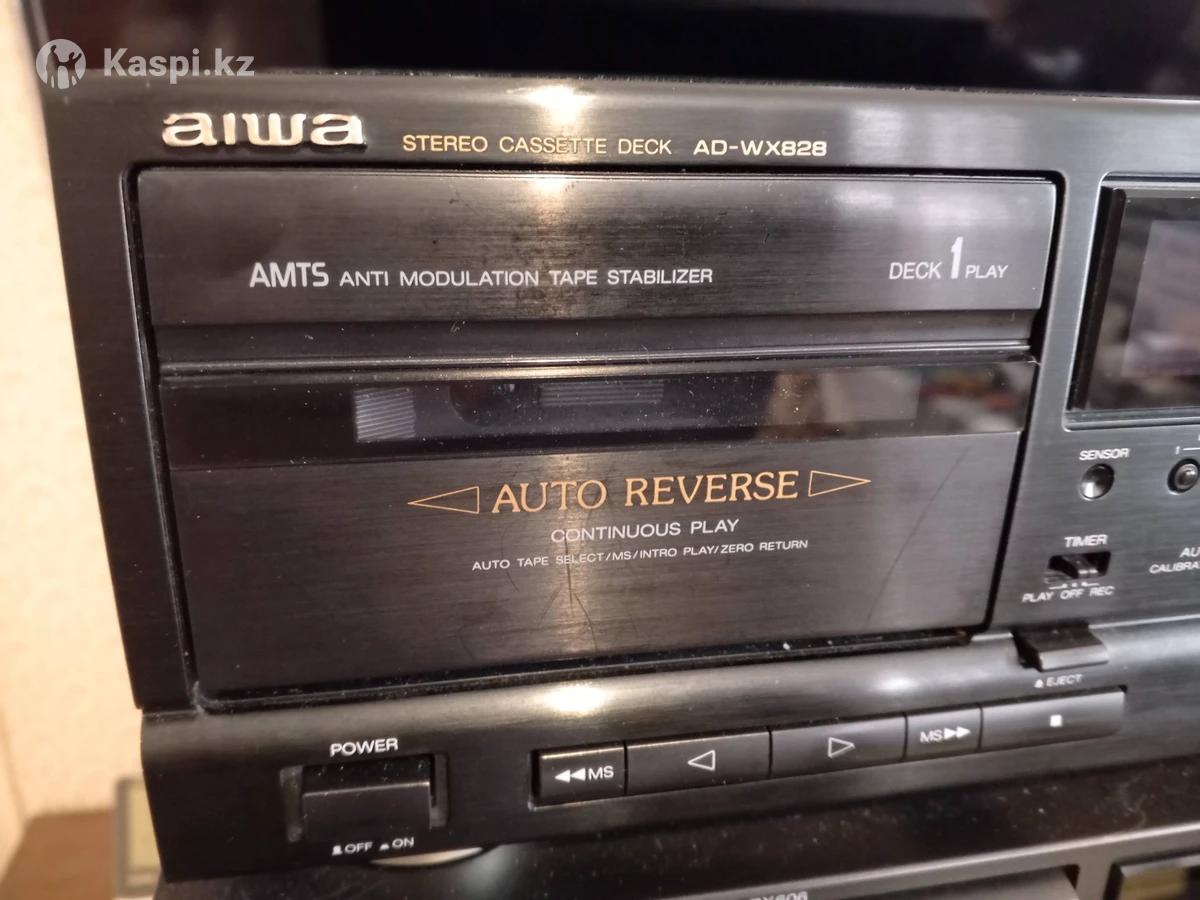 Kaspi.kz
aiwa STEREO CASSETTE DECK AD-WX828
AMTS ANTI MODULATION TAPE STABILIZER DECK 1 PLAY
SENSOR 1
AUTO REVERSE
CONTINUOUS PLAY
AUTO TAPE SELECT/MS/INTRO PLAY/ZERO RETURN
TIMER
PLAY OFF REC
EJECT
POWER
MS MS
OFF ON